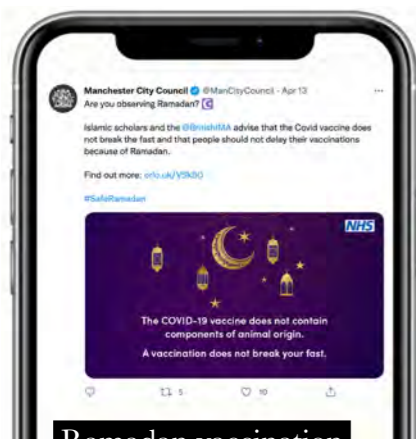 Manchester City Council @ManCityCouncil · Apr 13
Are you observing Ramadan?
Islamic scholars and the @BritishIMA advise that the Covid vaccine does
not break the fast and that people should not delay their vaccinations
because of Ramadan.
Find out more:
#SafeRamadan
NHS
The COVID-19 vaccine does not contain
components of animal origin.
A vaccination does not break your fast.
5
10
Ramadan vaccination